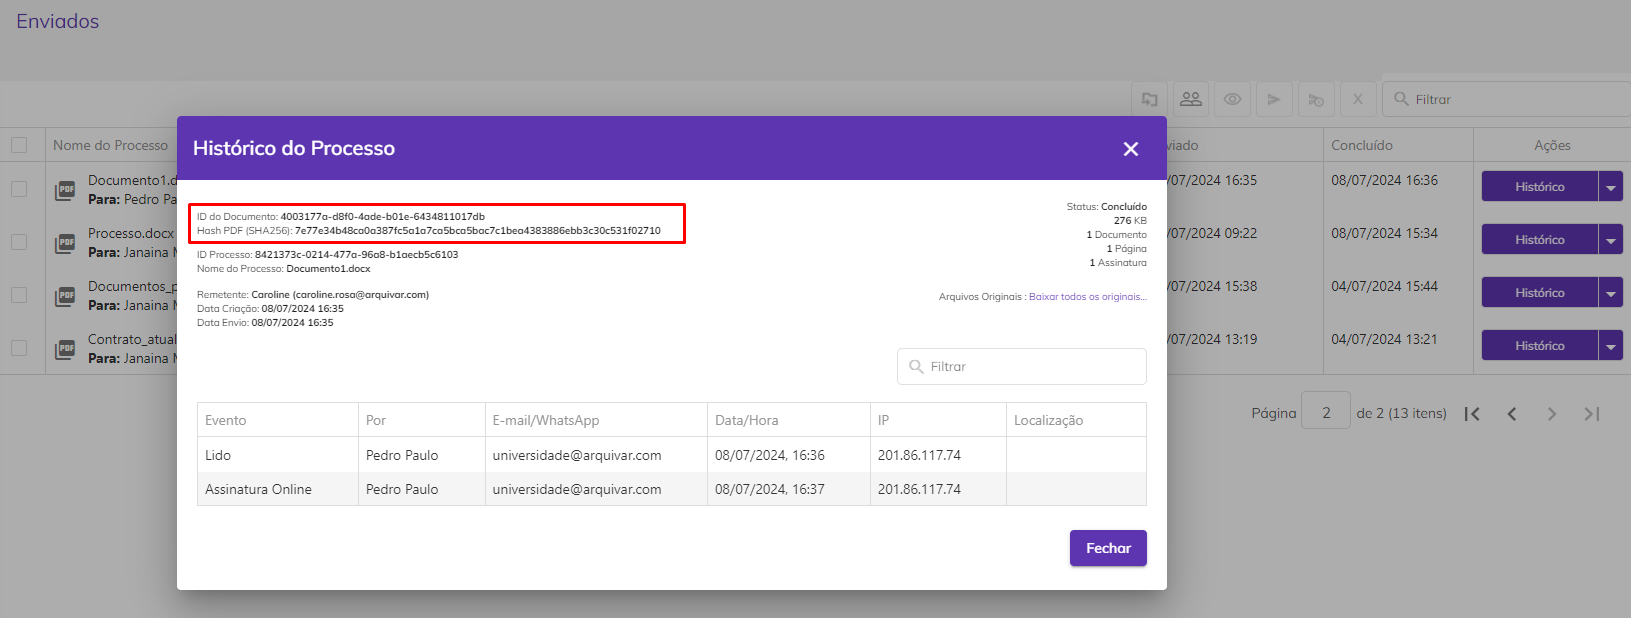 Enviados
Filtrar
Nome do Processo
viado
Concluído
Ações
Documento1.d
Para: Pedro Pa
/07/2024 16:35
08/07/2024 16:36
Histórico
Processo.docx
Para: Janaina M
/07/2024 09:22
08/07/2024 15:34
Histórico
Documentos_p
Para: Janaina M
/07/2024 15:38
04/07/2024 15:44
Histórico
Contrato_atual
Para: Janaina M
/07/2024 13:19
04/07/2024 13:21
Histórico
Página 2 de 2 (13 itens)
Histórico do Processo
ID do Documento: 4003177a-d8f0-4ade-b01e-6434811017db
Hash PDF (SHA256): 7e77e34b48ca0a387fc5a1a7ca5bca5bac7c1bea4383886ebb3c30c531f02710
ID Processo: 8421373c-0214-477a-96a8-b1aecb5c6103
Nome do Processo: Documento1.docx
Remetente: Caroline (caroline.rosa@arquivar.com)
Data Criação: 08/07/2024 16:35
Data Envio: 08/07/2024 16:35
Status: Concluído
276 KB
1 Documento
1 Página
1 Assinatura
Arquivos Originais : Baixar todos os originais...
Filtrar
Evento Por E-mail/WhatsApp Data/Hora IP Localização
Lido Pedro Paulo universidade@arquivar.com 08/07/2024, 16:36 201.86.117.74
Assinatura Online Pedro Paulo universidade@arquivar.com 08/07/2024, 16:37 201.86.117.74
Fechar